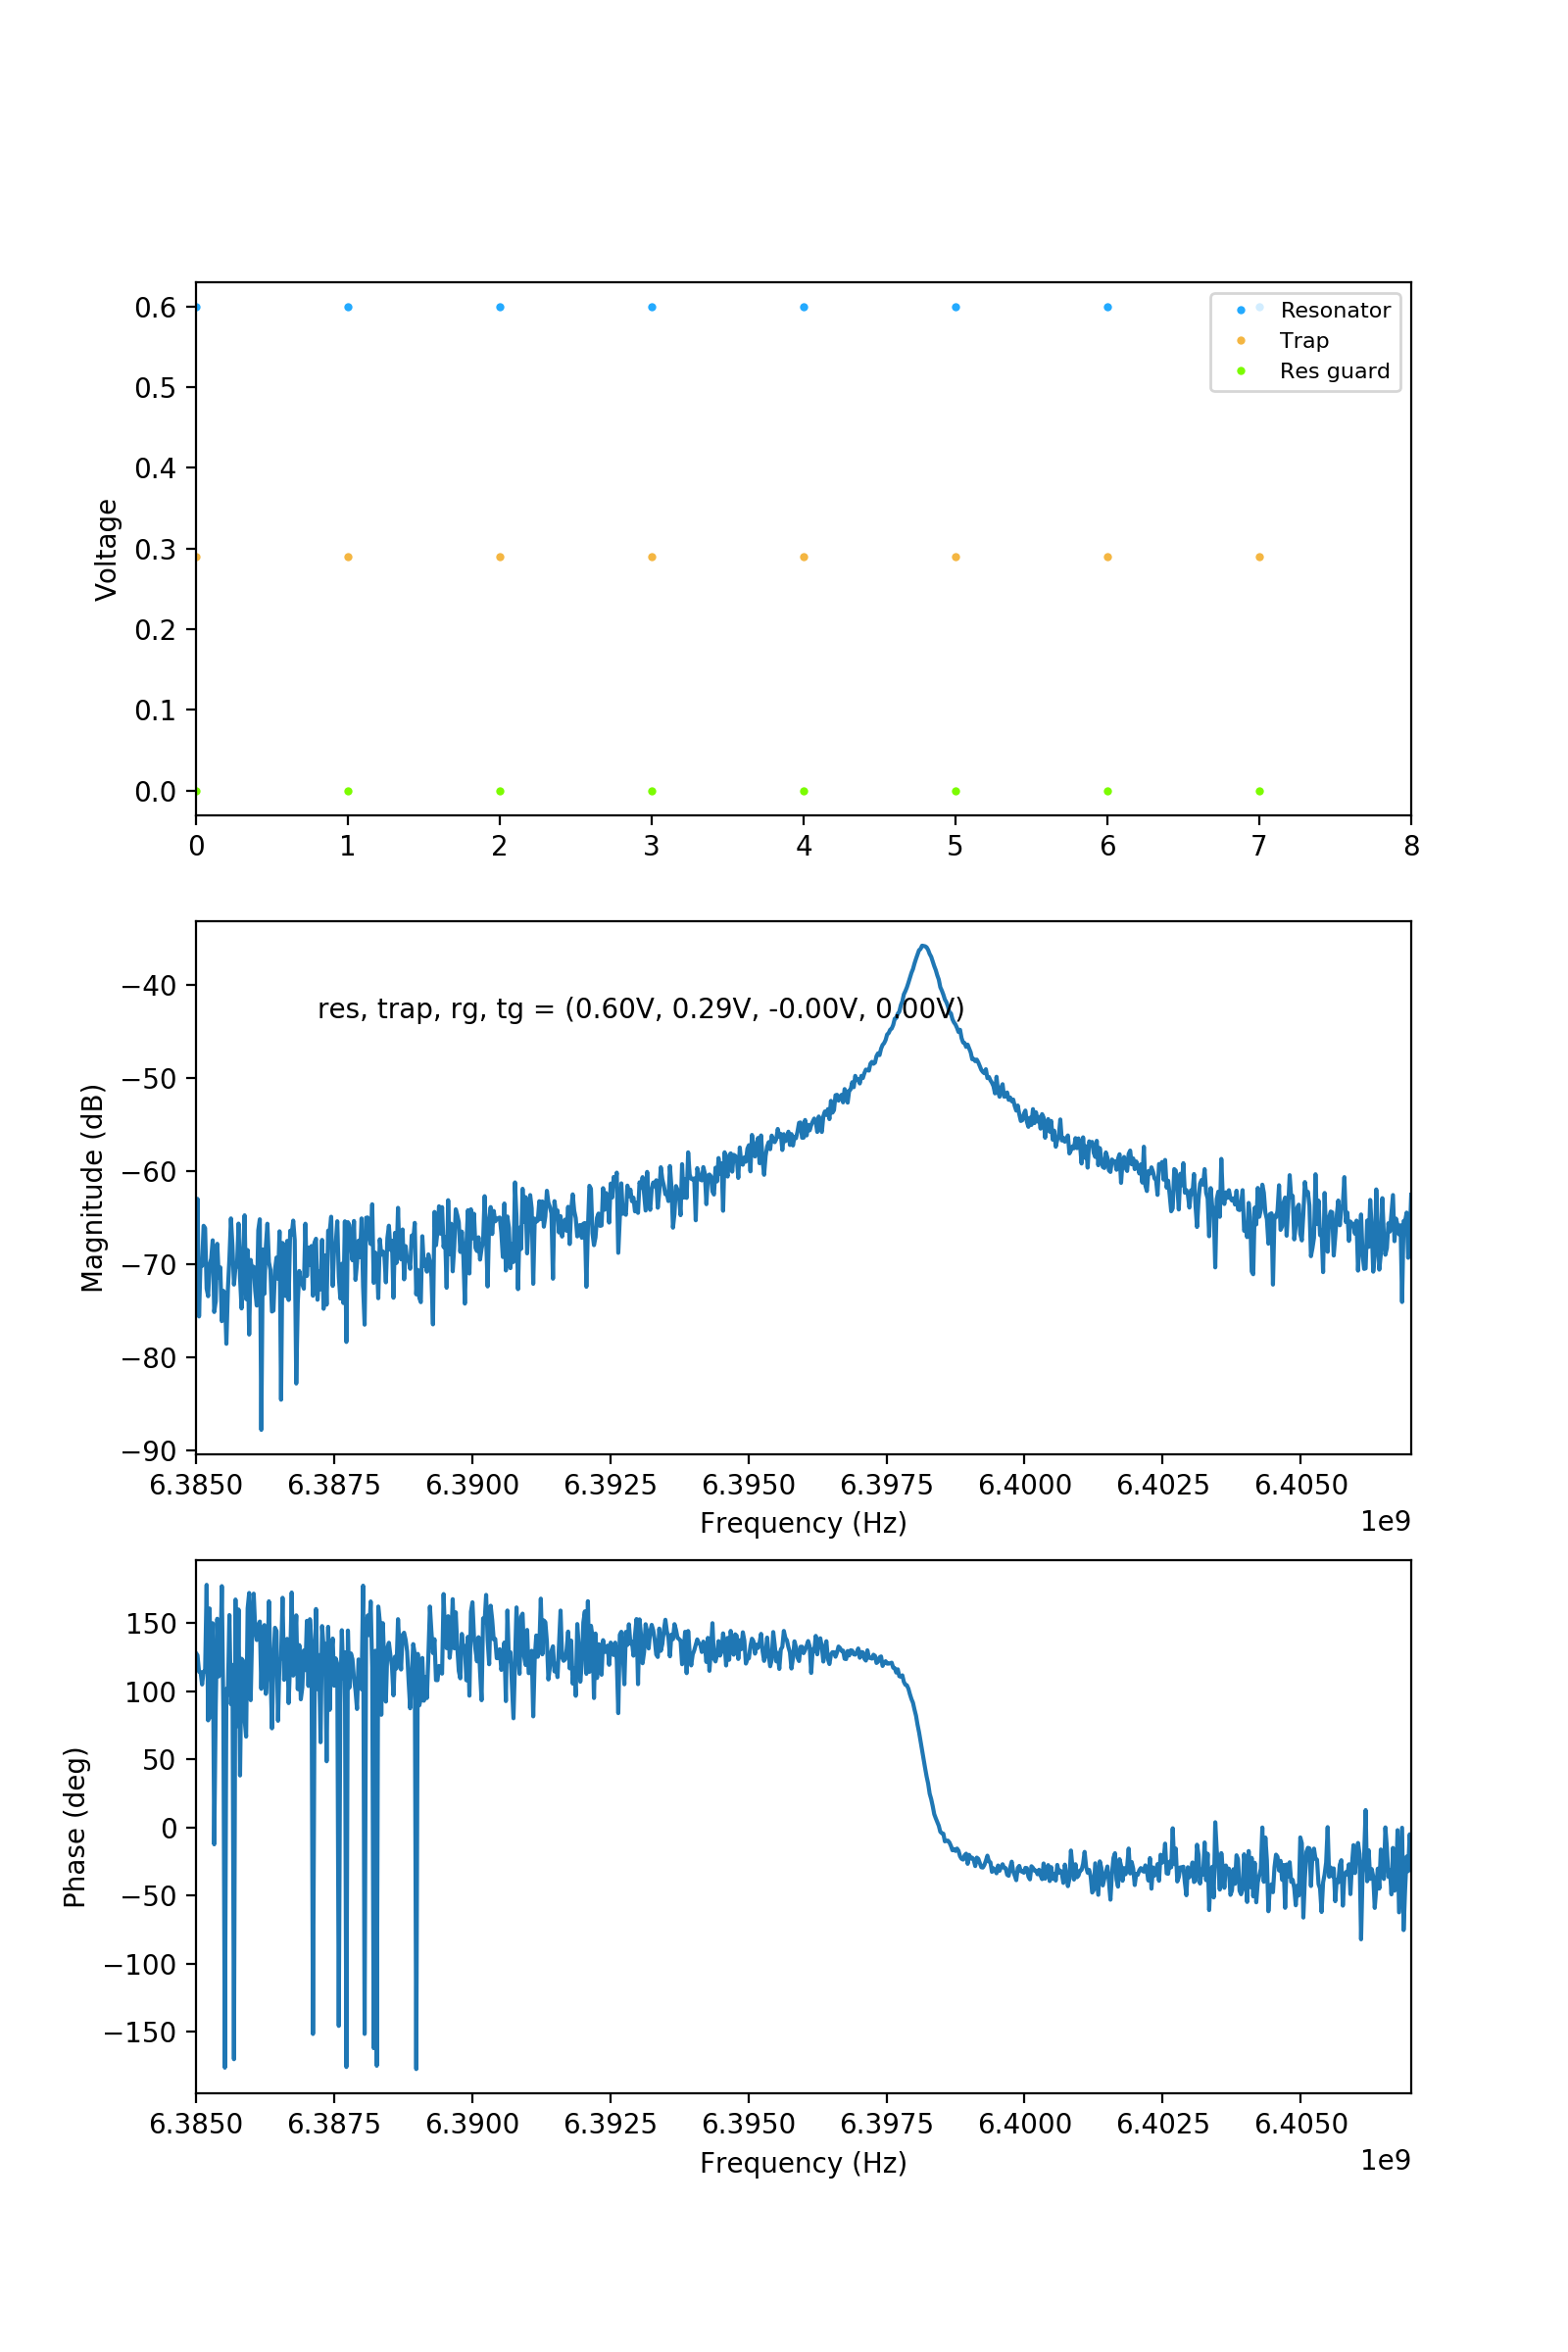 0.6
0.5
0.4
0.3
0.2
0.1
0.0
Voltage
Resonator
Trap
Res guard
0 1 2 3 4 5 6 7 8
−40
−50
−60
−70
−80
−90
Magnitude (dB)
res, trap, rg, tg = (0.60V, 0.29V, -0.00V, 0.00V)
6.3850 6.3875 6.3900 6.3925 6.3950 6.3975 6.4000 6.4025 6.4050
Frequency (Hz)
1e9
150
100
50
0
−50
−100
−150
Phase (deg)
6.3850 6.3875 6.3900 6.3925 6.3950 6.3975 6.4000 6.4025 6.4050
Frequency (Hz)
1e9